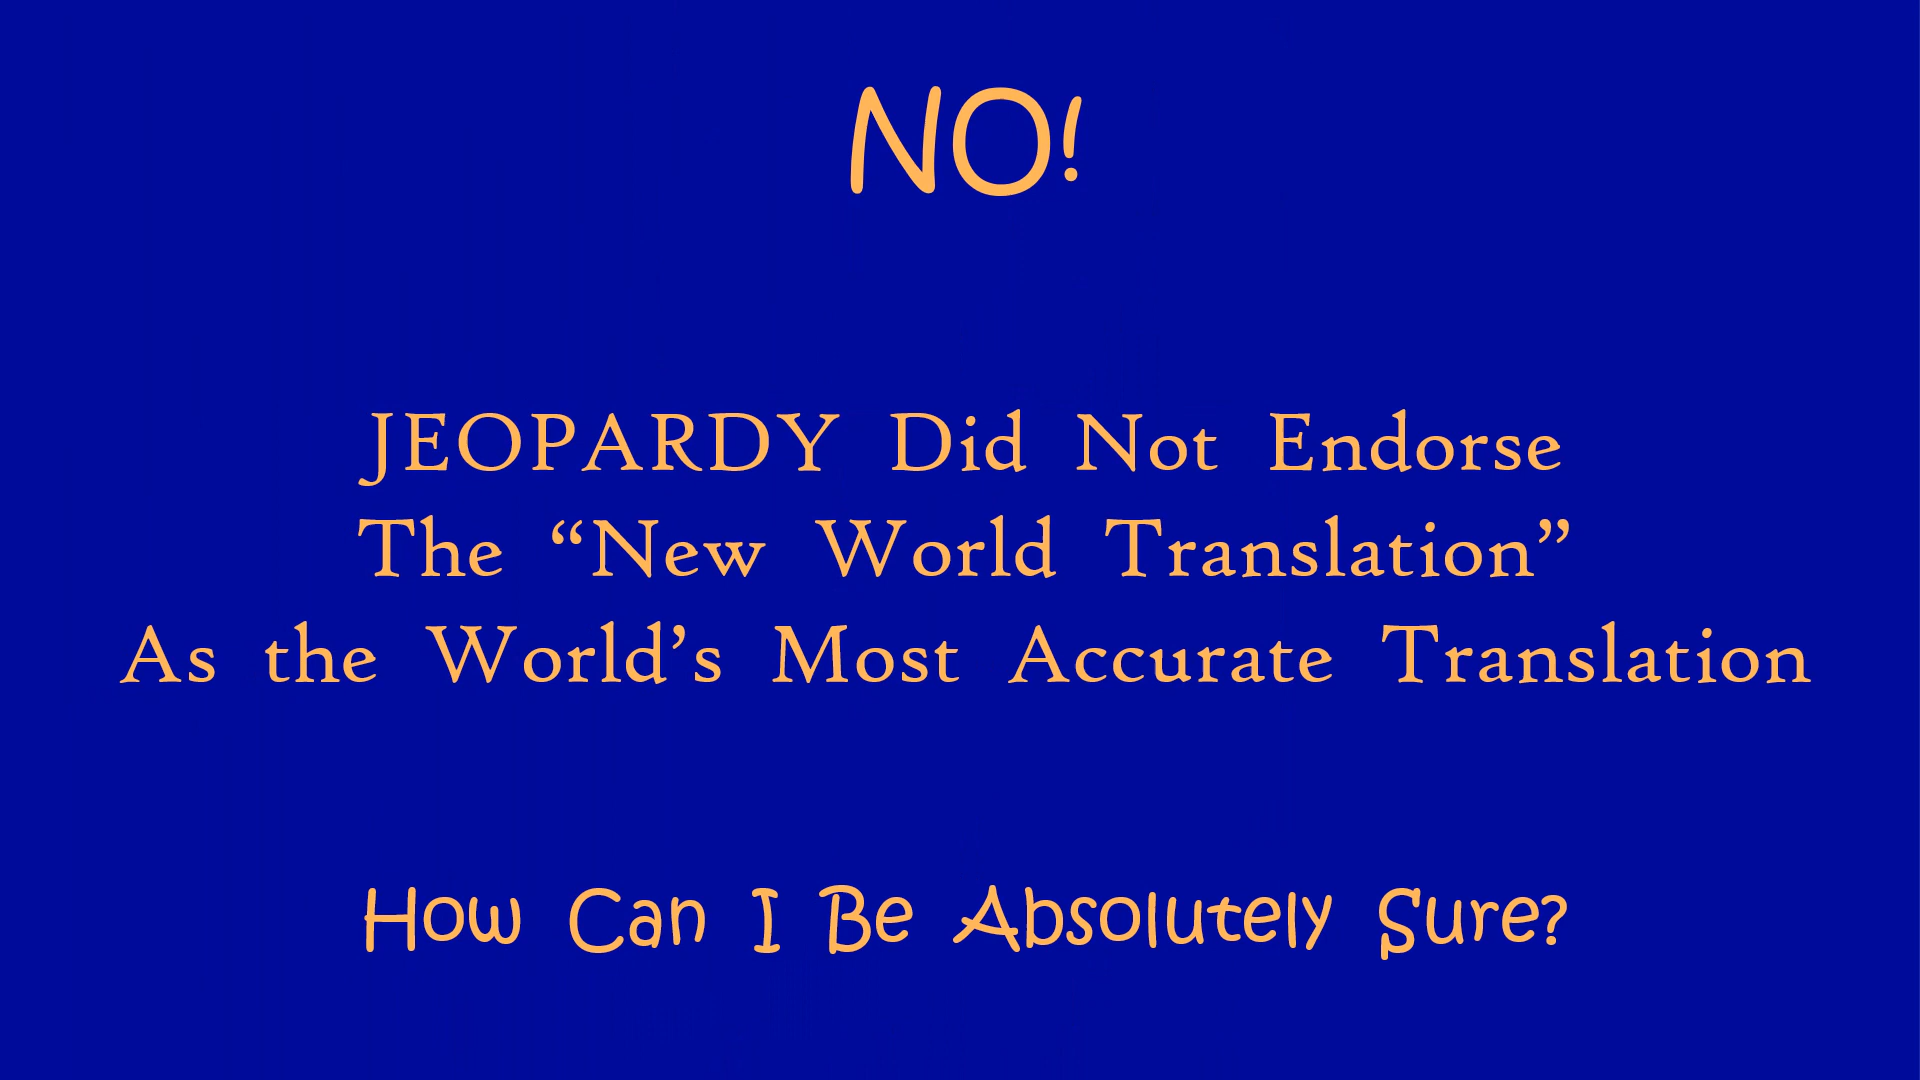 NO!
JEOPARDY Did Not Endorse
The “New World Translation”
As the World’s Most Accurate Translation
How Can I Be Absolutely Sure?